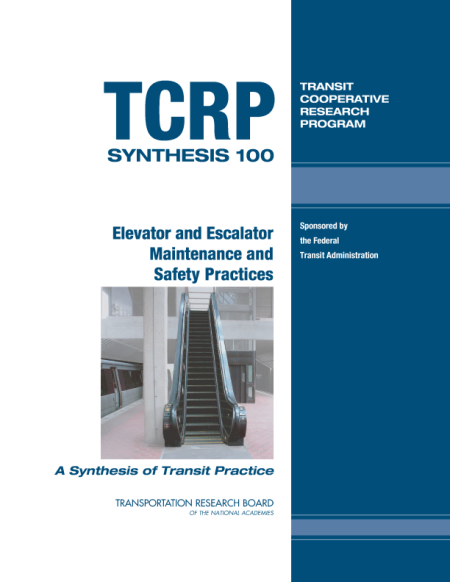 TCRP
SYNTHESIS 100
TRANSIT
COOPERATIVE
RESEARCH
PROGRAM
Sponsored by
the Federal
Transit Administration
Elevator and Escalator
Maintenance and
Safety Practices
A Synthesis of Transit Practice
TRANSPORTATION RESEARCH BOARD
OF THE NATIONAL ACADEMIES